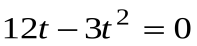 12t − 3t² = 0